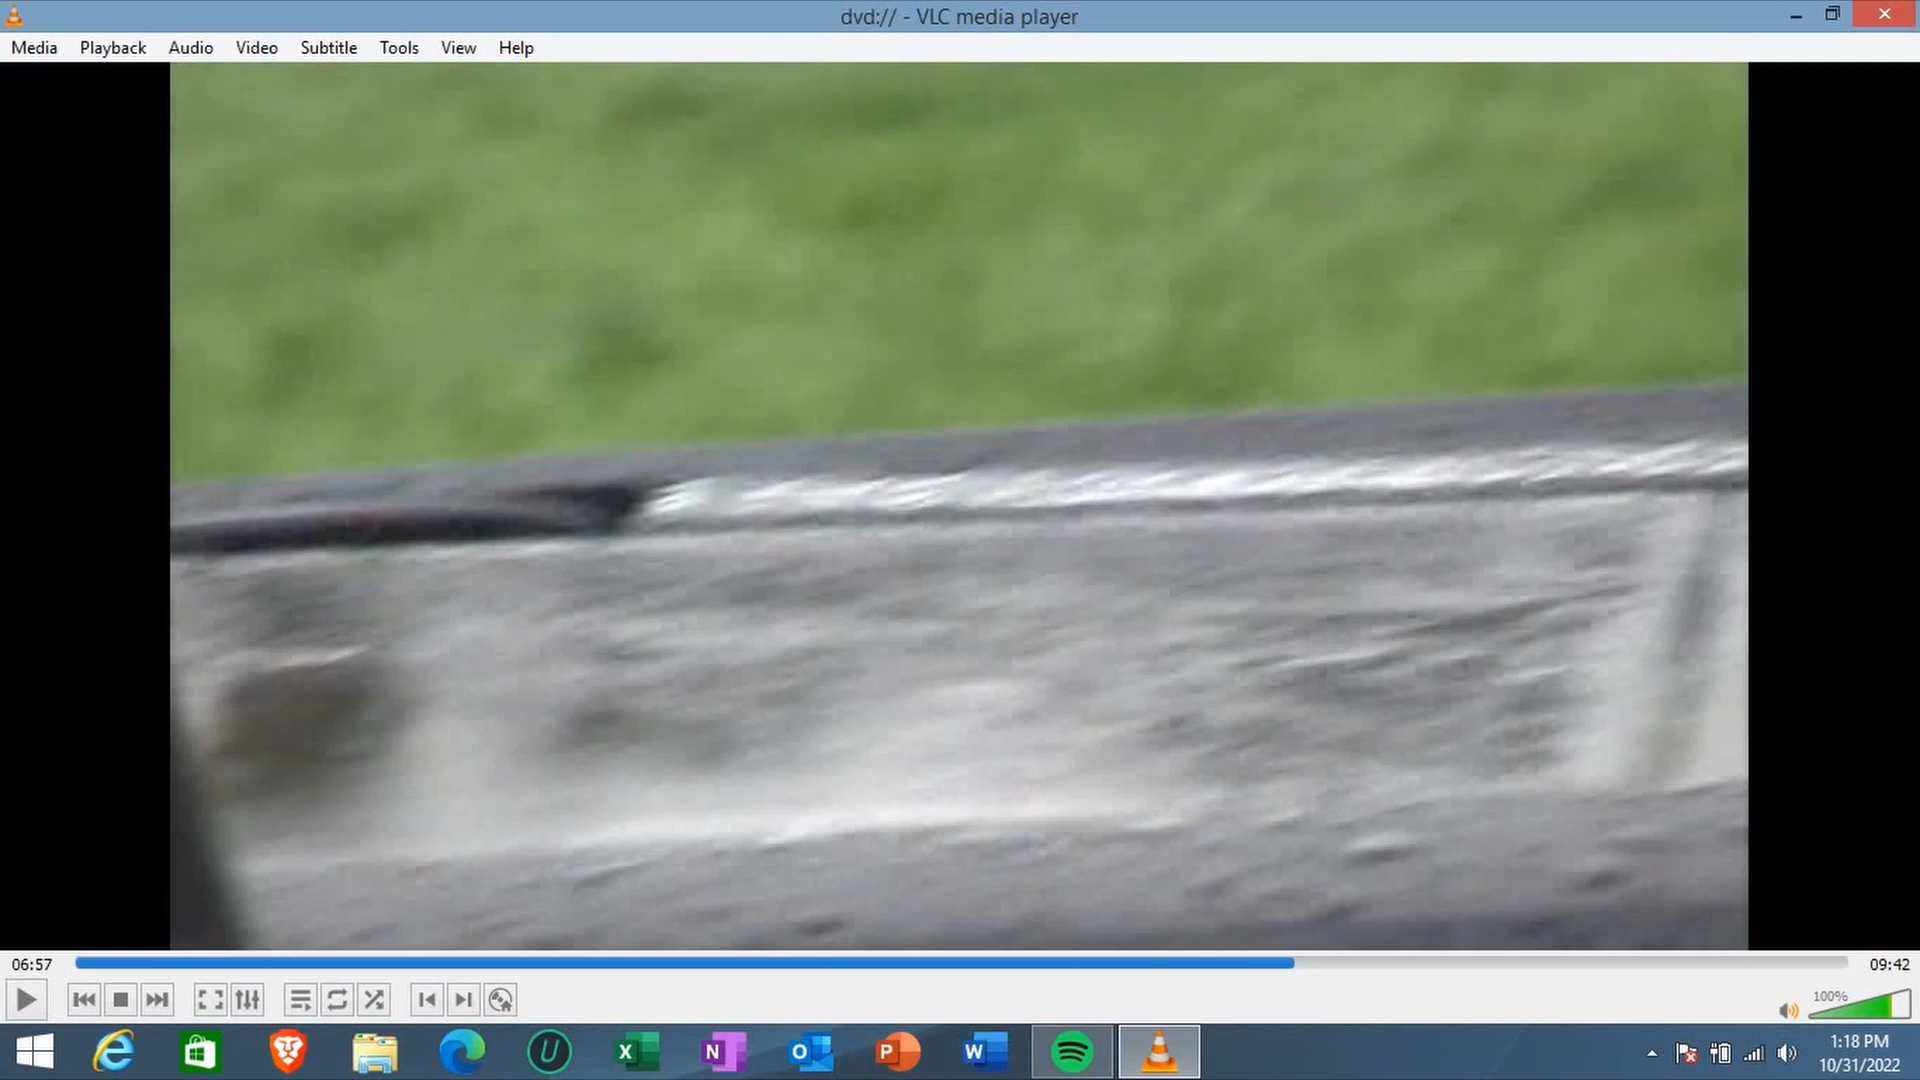 dvd:// - VLC media player
Media Playback Audio Video Subtitle Tools View Help
06:57
09:42
100%
1:18 PM
10/31/2022